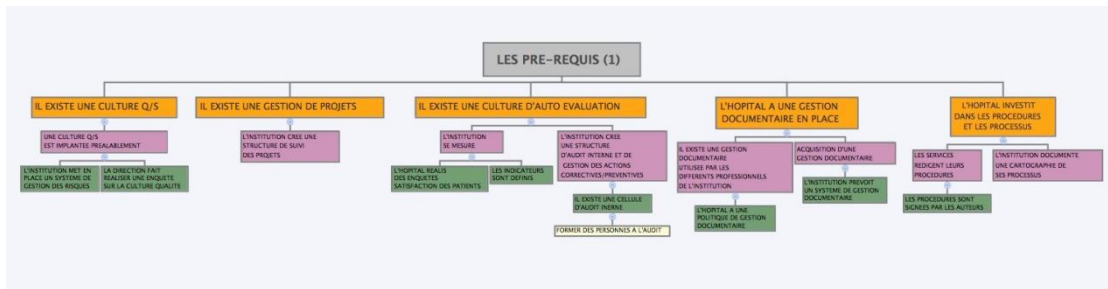 LES PRE-REQUIS (1)
IL EXISTE UNE CULTURE Q/S
UNE CULTURE Q/S
EST IMPLANTEE PREALABLEMENT
L'INSTITUTION MET EN
PLACE UN SYSTEME DE
GESTION DES RISQUES
LA DIRECTION FAIT
REALISER UNE ENQUETE
SUR LA CULTURE QUALITE
IL EXISTE UNE GESTION DE PROJETS
L'INSTITUTION CREE UNE
STRUCTURE DE SUIVI
DES PROJETS
IL EXISTE UNE CULTURE D'AUTO EVALUATION
L'INSTITUTION
SE MESURE
L'HOPITAL REALIS
DES ENQUETES
SATISFACTION DES PATIENTS
LES INDICATEURS
SONT DEFINIS
L'INSTITUTION CREE
UNE STRUCTURE
D'AUDIT INTERNE ET DE
GESTION DES ACTIONS
CORRECTIVES/PREVENTIVES
IL EXISTE UNE CELLULE
D'AUDIT INERNE
FORMER DES PERSONNES A L'AUDIT
L'HOPITAL A UNE GESTION
DOCUMENTAIRE EN PLACE
IL EXISTE UNE GESTION
DOCUMENTAIRE
UTILISEE PAR LES
DIFFERENTS PROFESSIONNELS
DE L'INSTITUTION
L'HOPITAL A UNE
POLITIQUE DE GESTION
DOCUMENTAIRE
ACQUISITION D'UNE
GESTION DOCUMENTAIRE
L'INSTITUTION PREVOIT
UN SYSTEME DE GESTION
DOCUMENTAIRE
L'HOPITAL INVESTIT
DANS LES PROCEDURES
ET LES PROCESSUS
LES SERVICES
REDIGENT LEURS
PROCEDURES
LES PROCEDURES SONT
SIGNEES PAR LES AUTEURS
L'INSTITUTION DOCUMENTE
UNE CARTOGRAPHIE DE
SES PROCESSUS